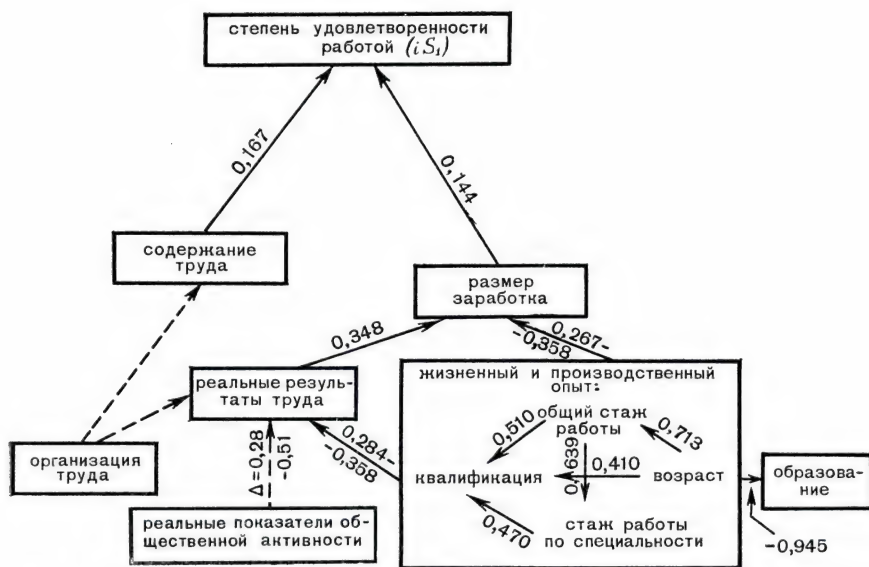 степень удовлетворенности
работой (iS₁)
0,167
0,144
содержание
труда
размер
заработка
0,348
0,267-
-0,358
реальные резуль-
таты труда
жизненный и производственный
опыт:
общий стаж
работы
0,510
0,713
0,639
0,410
0,284-
-0,358
организация
труда
Δ=0,28
-0,51
квалификация
возраст
образова-
ние
реальные показатели об-
щественной активности
0,470
стаж работы
по специальности
-0,945